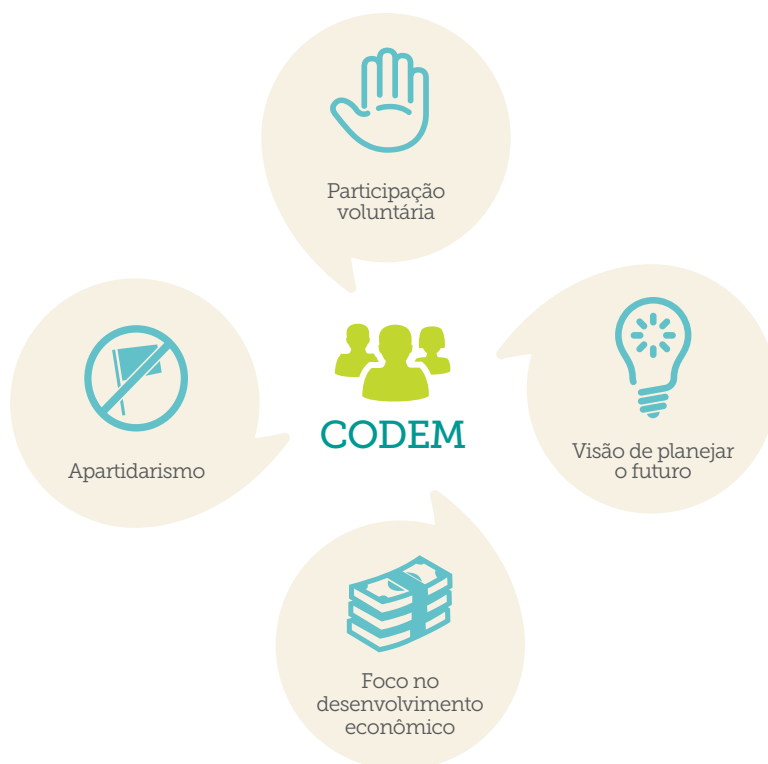 Participação
voluntária
Apartidarismo
CODEM
Visão de planejar
o futuro
Foco no
desenvolvimento
econômico